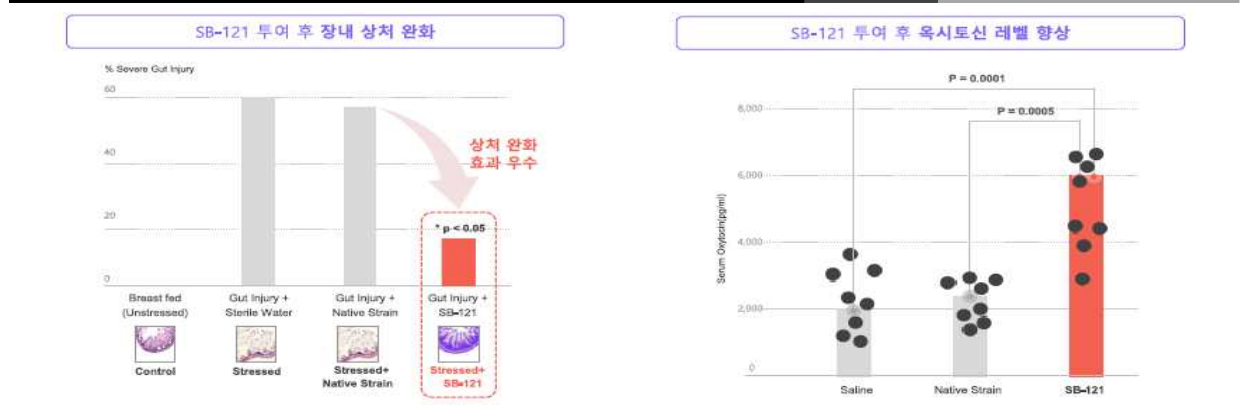 SB-121 투여 후 장내 상처 완화
% Severe Gut Injury
60
40
20
0
상처 완화
효과 우수
* p < 0.05
Breast fed
(Unstressed)
Gut Injury +
Sterile Water
Gut Injury +
Native Strain
Gut Injury +
SB-121
Control
Stressed
Stressed+
Native Strain
Stressed+
SB-121
SB-121 투여 후 옥시토신 레벨 향상
P = 0.0001
P = 0.0005
8,000
6,000
4,000
2,000
0
Serum Oxytocin(pg/ml)
Saline
Native Strain
SB-121